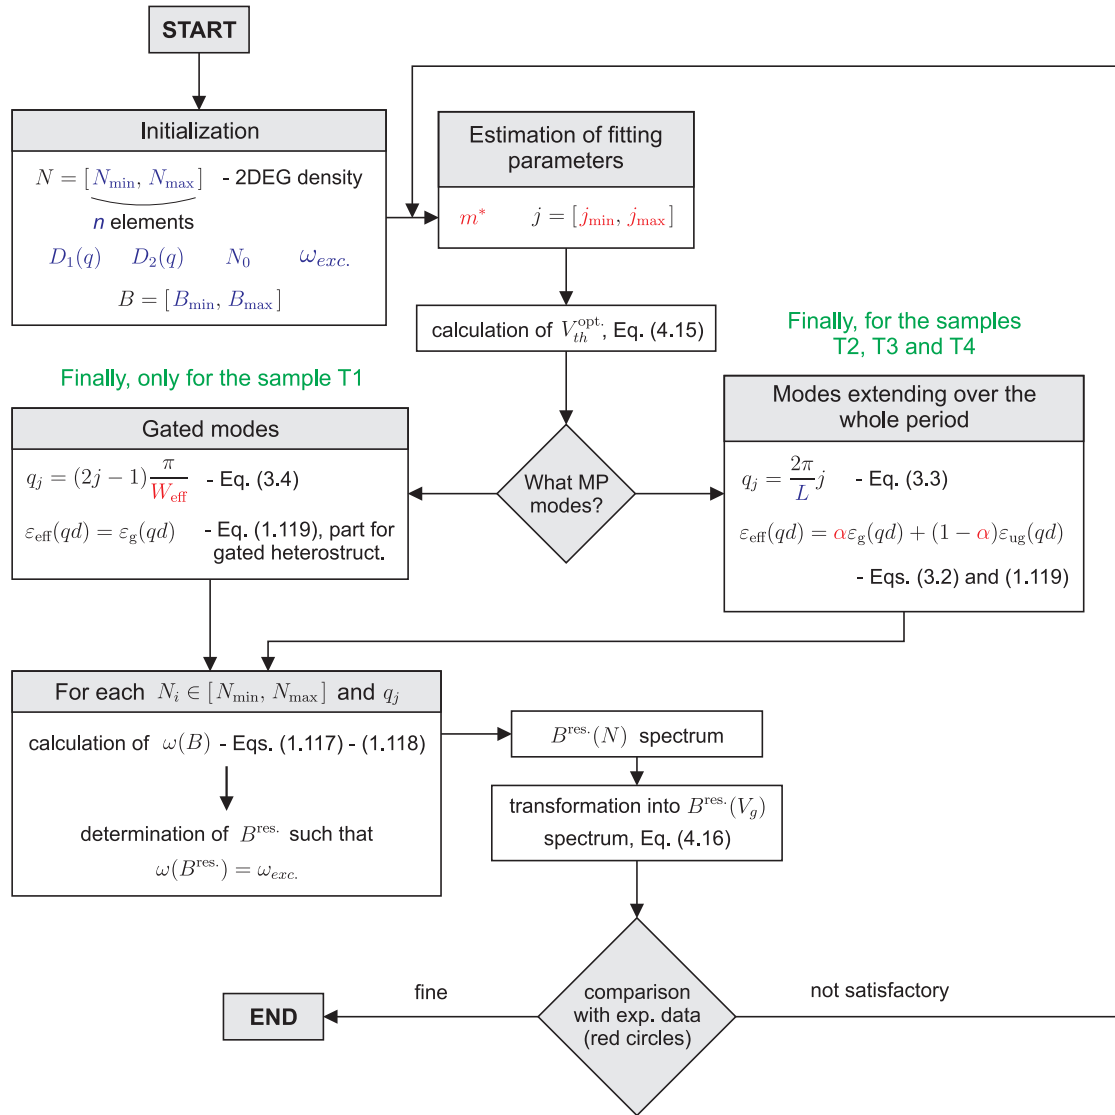 START
Initialization
N = [N_min, N_max] - 2DEG density
n elements
D_1(q) D_2(q) N_0 ω_exc.
B = [B_min, B_max]
Estimation of fitting
parameters
m* j = [j_min, j_max]
calculation of V_th^opt., Eq. (4.15)
Finally, for the samples
T2, T3 and T4
Finally, only for the sample T1
Gated modes
q_j = (2j − 1) π/W_eff - Eq. (3.4)
ε_eff(qd) = ε_g(qd) - Eq. (1.119), part for
gated heterostruct.
What MP
modes?
Modes extending over the
whole period
q_j = 2π/L j - Eq. (3.3)
ε_eff(qd) = αε_g(qd) + (1 − α)ε_ug(qd)
- Eqs. (3.2) and (1.119)
For each N_i ∈ [N_min, N_max] and q_j
calculation of ω(B) - Eqs. (1.117) - (1.118)
determination of B^res. such that
ω(B^res.) = ω_exc.
B^res.(N) spectrum
transformation into B^res.(V_g)
spectrum, Eq. (4.16)
comparison
with exp. data
(red circles)
fine
not satisfactory
END